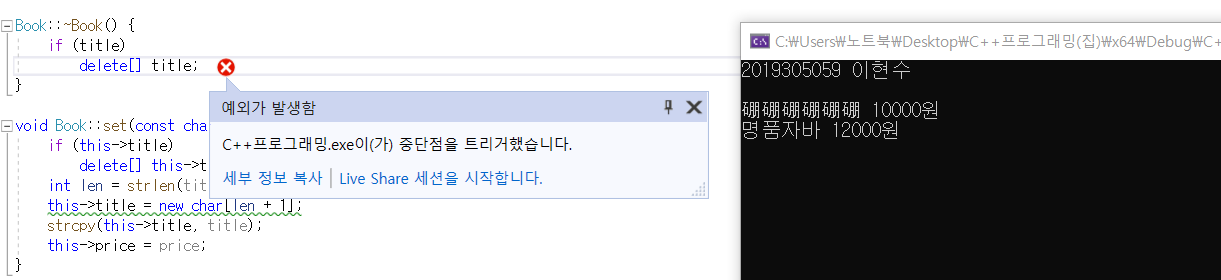 Book::~Book() {
if (title)
delete[] title;
}
void Book::set(const cha
if (this->title)
delete[] this->t
int len = strlen(tit
this->title = new char[len + 1];
strcpy(this->title, title);
this->price = price;
}
예외가 발생함
C++프로그래밍.exe이(가) 중단점을 트리거했습니다.
세부 정보 복사 | Live Share 세션을 시작합니다.
C:\Users\노트북\Desktop\C++프로그래밍(집)\x64\Debug\C+
2019305059 이현수
硼硼硼硼硼硼 10000원
명품자바 12000원